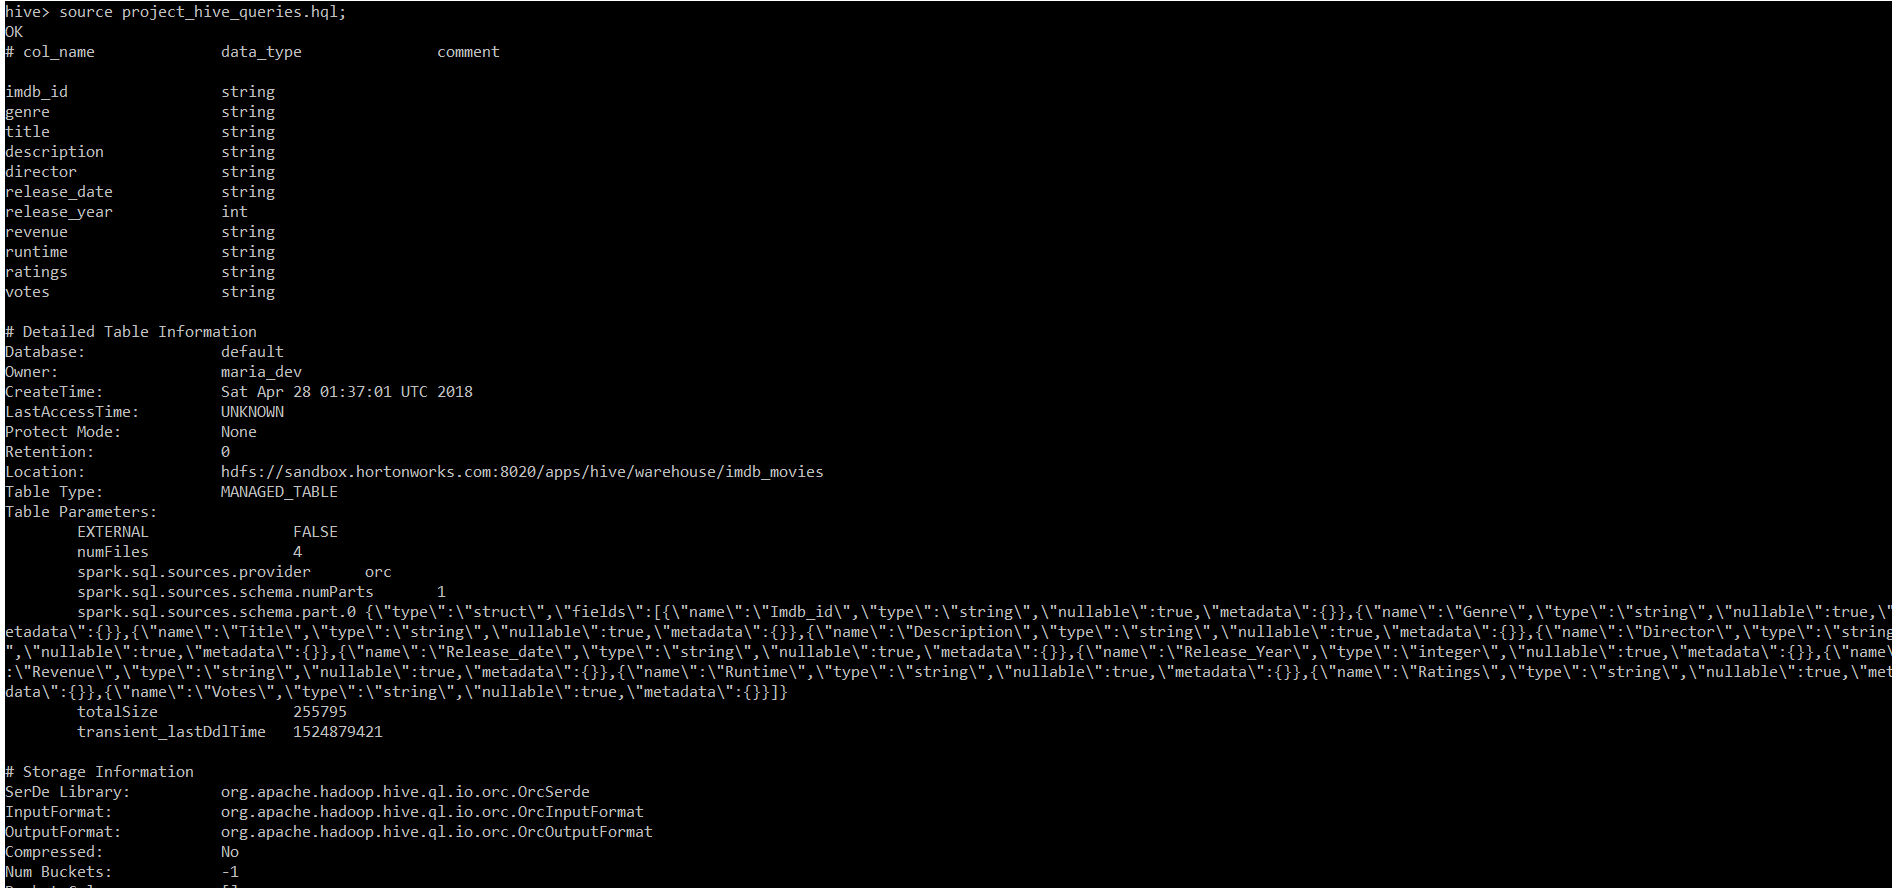 hive> source project_hive_queries.hql;
OK
# col_name data_type comment
imdb_id string
genre string
title string
description string
director string
release_date string
release_year int
revenue string
runtime string
ratings string
votes string
# Detailed Table Information
Database: default
Owner: maria_dev
CreateTime: Sat Apr 28 01:37:01 UTC 2018
LastAccessTime: UNKNOWN
Protect Mode: None
Retention: 0
Location: hdfs://sandbox.hortonworks.com:8020/apps/hive/warehouse/imdb_movies
Table Type: MANAGED_TABLE
Table Parameters:
EXTERNAL FALSE
numFiles 4
spark.sql.sources.provider orc
spark.sql.sources.schema.numParts 1
spark.sql.sources.schema.part.0 {\"type\":\"struct\",\"fields\":[{\"name\":\"Imdb_id\",\"type\":\"string\",\"nullable\":true,\"metadata\":{}},{\"name\":\"Genre\",\"type\":\"string\",\"nullable\":true,\"
etadata\":{}},{\"name\":\"Title\",\"type\":\"string\",\"nullable\":true,\"metadata\":{}},{\"name\":\"Description\",\"type\":\"string\",\"nullable\":true,\"metadata\":{}},{\"name\":\"Director\",\"type\":\"string
",\"nullable\":true,\"metadata\":{}},{\"name\":\"Release_date\",\"type\":\"string\",\"nullable\":true,\"metadata\":{}},{\"name\":\"Release_Year\",\"type\":\"integer\",\"nullable\":true,\"metadata\":{}},{\"name\
:\"Revenue\",\"type\":\"string\",\"nullable\":true,\"metadata\":{}},{\"name\":\"Runtime\",\"type\":\"string\",\"nullable\":true,\"metadata\":{}},{\"name\":\"Ratings\",\"type\":\"string\",\"nullable\":true,\"met
data\":{}},{\"name\":\"Votes\",\"type\":\"string\",\"nullable\":true,\"metadata\":{}}]}
totalSize 255795
transient_lastDdlTime 1524879421
# Storage Information
SerDe Library: org.apache.hadoop.hive.ql.io.orc.OrcSerde
InputFormat: org.apache.hadoop.hive.ql.io.orc.OrcInputFormat
OutputFormat: org.apache.hadoop.hive.ql.io.orc.OrcOutputFormat
Compressed: No
Num Buckets: -1